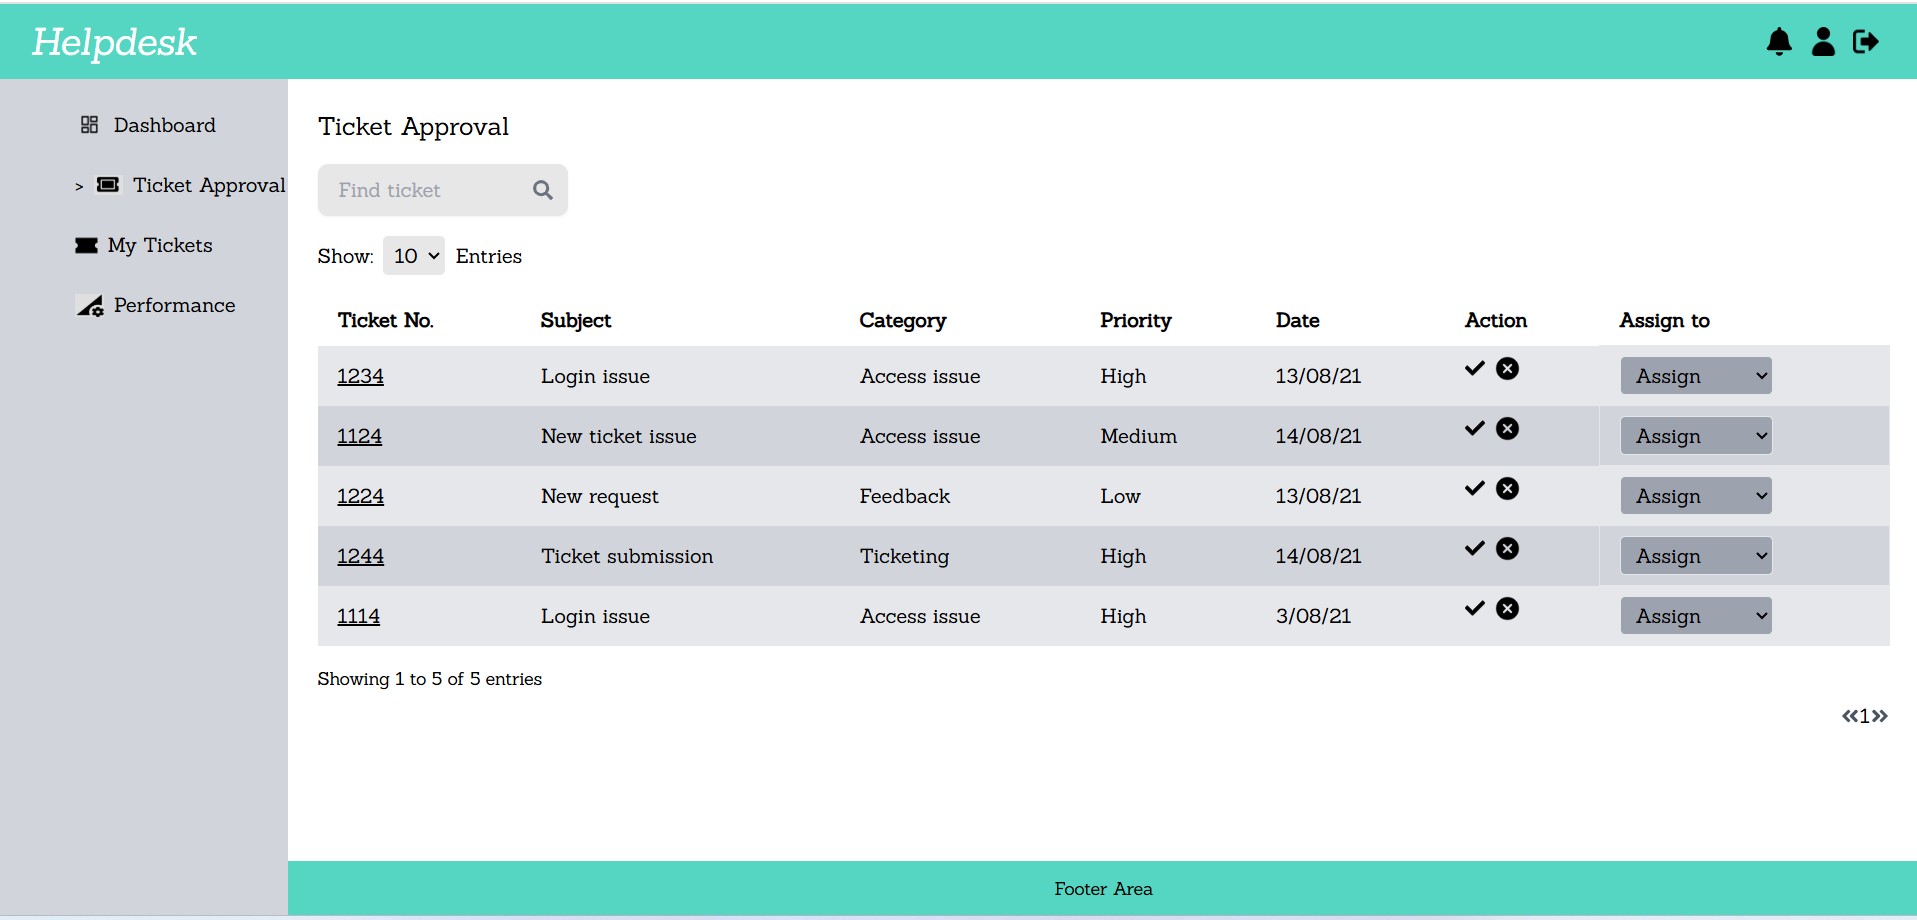 Helpdesk
Dashboard
> Ticket Approval
My Tickets
Performance
Ticket Approval
Find ticket
Show: 10 Entries
Ticket No. Subject Category Priority Date Action Assign to
1234 Login issue Access issue High 13/08/21 Assign
1124 New ticket issue Access issue Medium 14/08/21 Assign
1224 New request Feedback Low 13/08/21 Assign
1244 Ticket submission Ticketing High 14/08/21 Assign
1114 Login issue Access issue High 3/08/21 Assign
Showing 1 to 5 of 5 entries
«1»
Footer Area